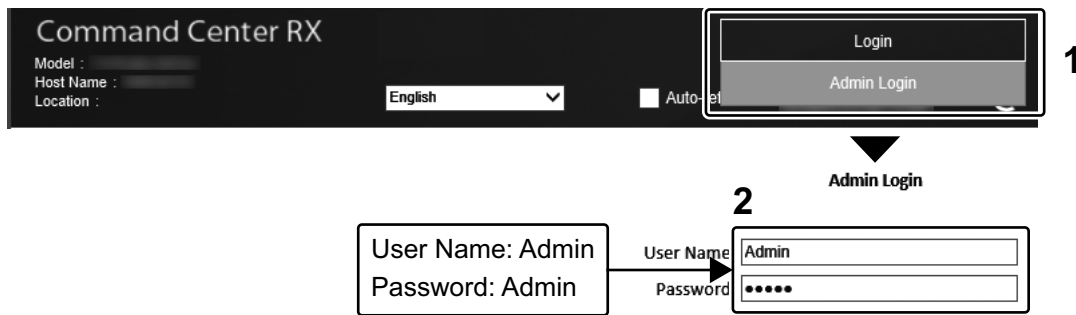 Command Center RX
Model :
Host Name :
Location :
English
Auto-ref
Login
Admin Login
1
Admin Login
2
User Name: Admin
Password: Admin
User Name
Admin
Password
•••••